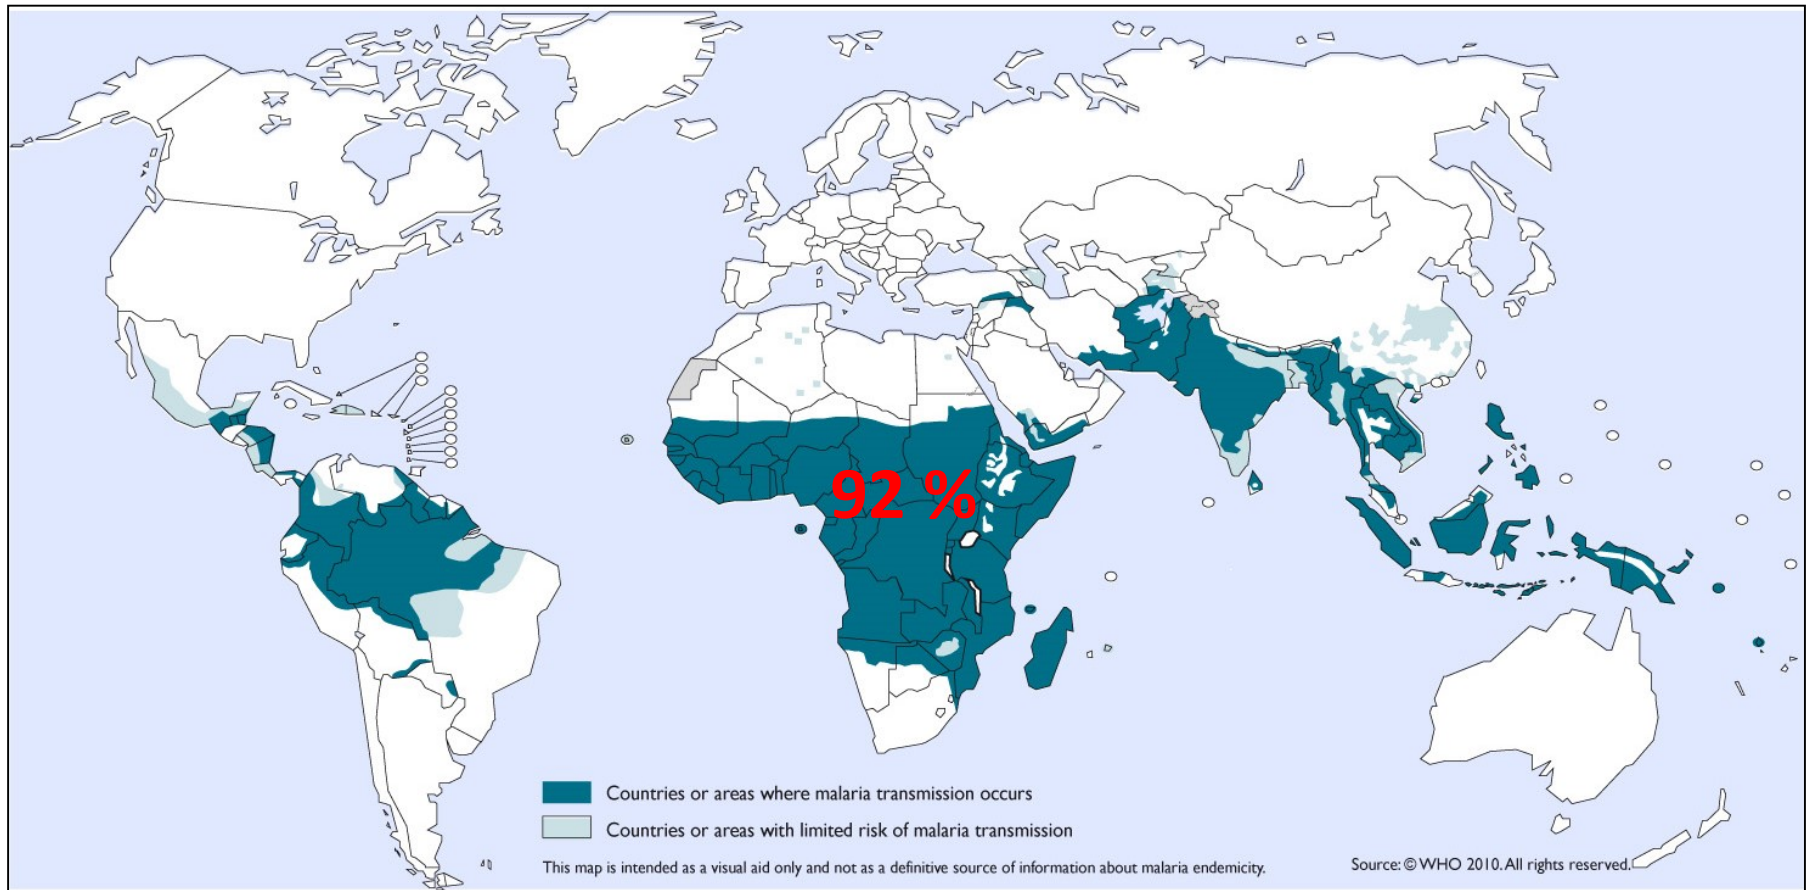 92 %
Countries or areas where malaria transmission occurs
Countries or areas with limited risk of malaria transmission
This map is intended as a visual aid only and not as a definitive source of information about malaria endemicity.
Source: © WHO 2010. All rights reserved.